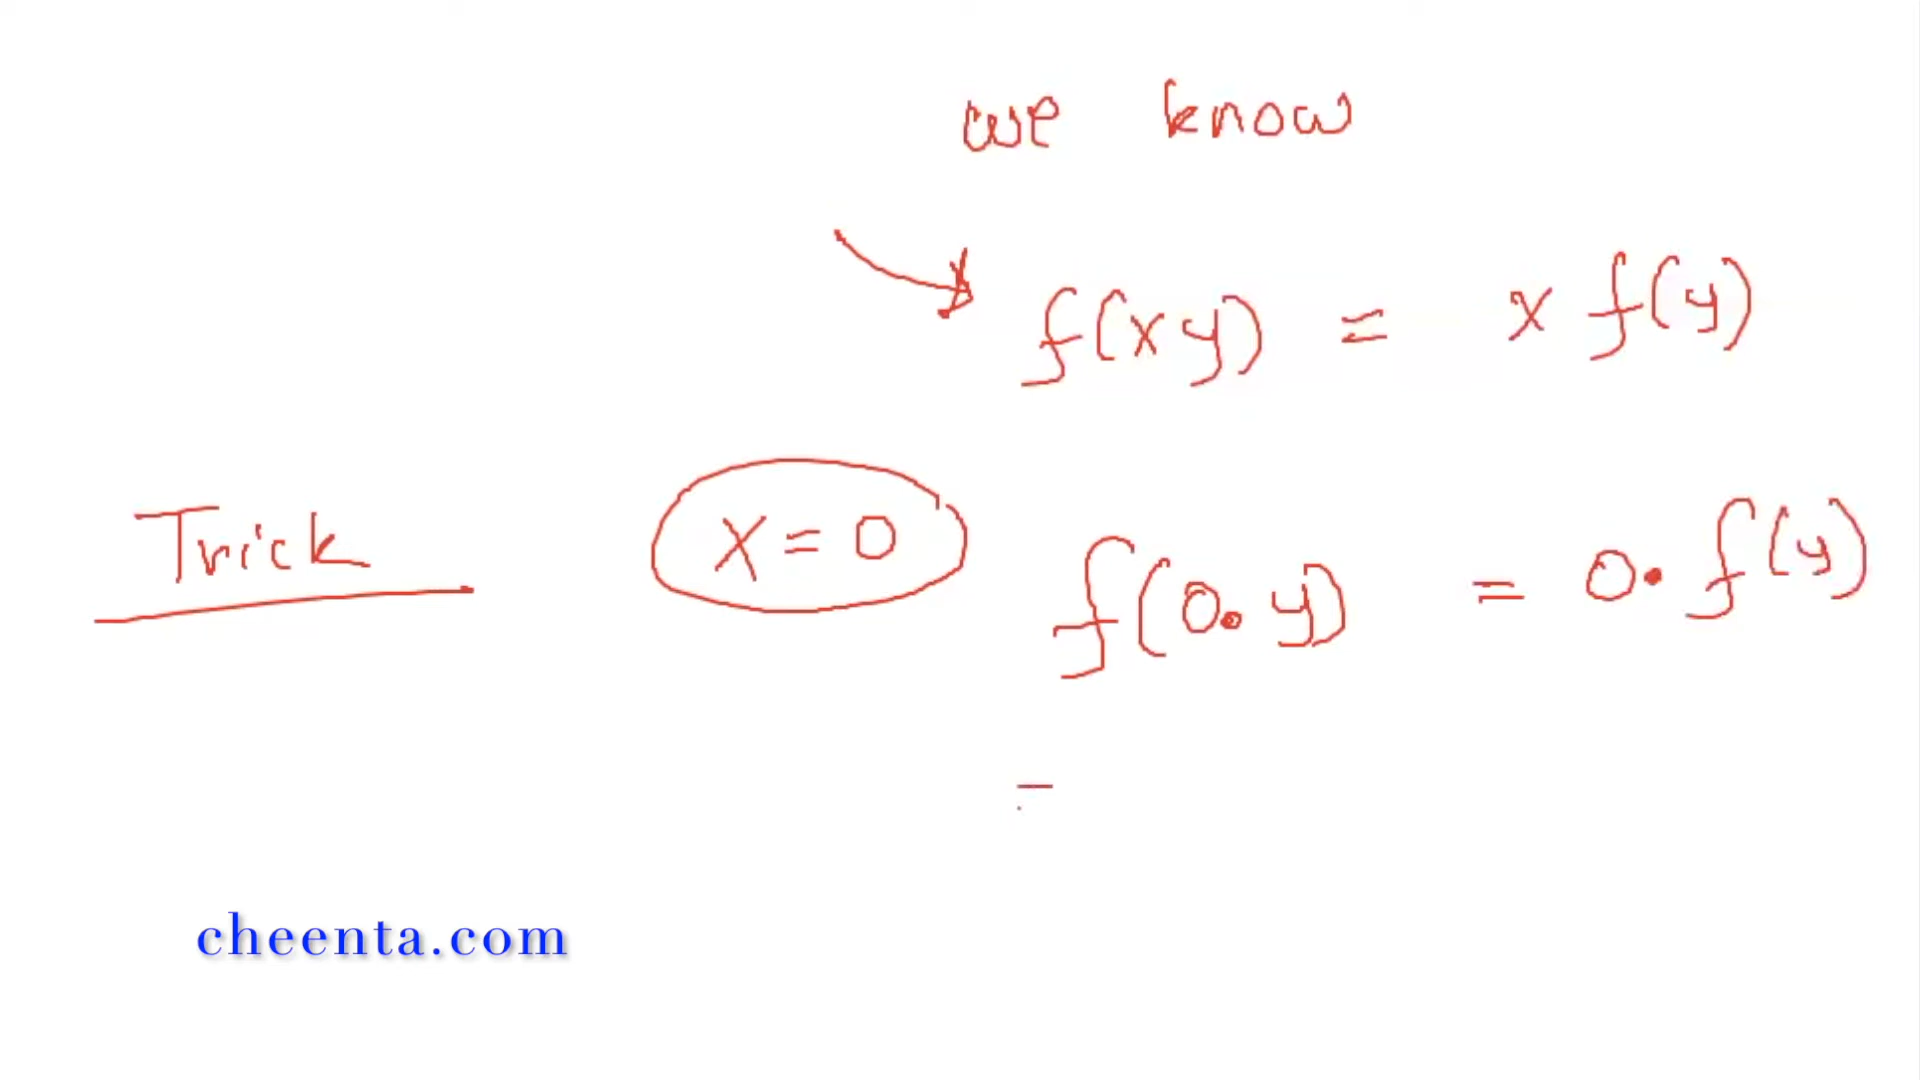 we know
f(xy) = x f(y)
Trick x = 0 f(0. y) = 0. f(y)
cheenta.com